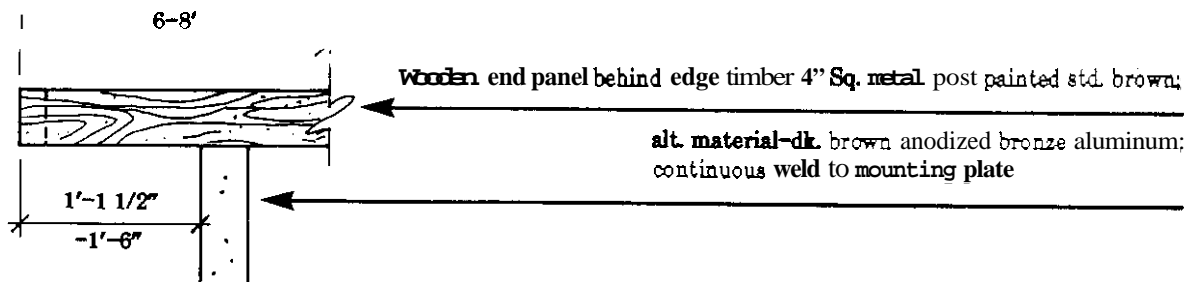 6-8'
Wooden end panel behind edge timber 4” Sq. metal post painted std. brown;
alt. material-dk. brown anodized bronze aluminum;
continuous weld to mounting plate
1'-1 1/2"
-1'-6"